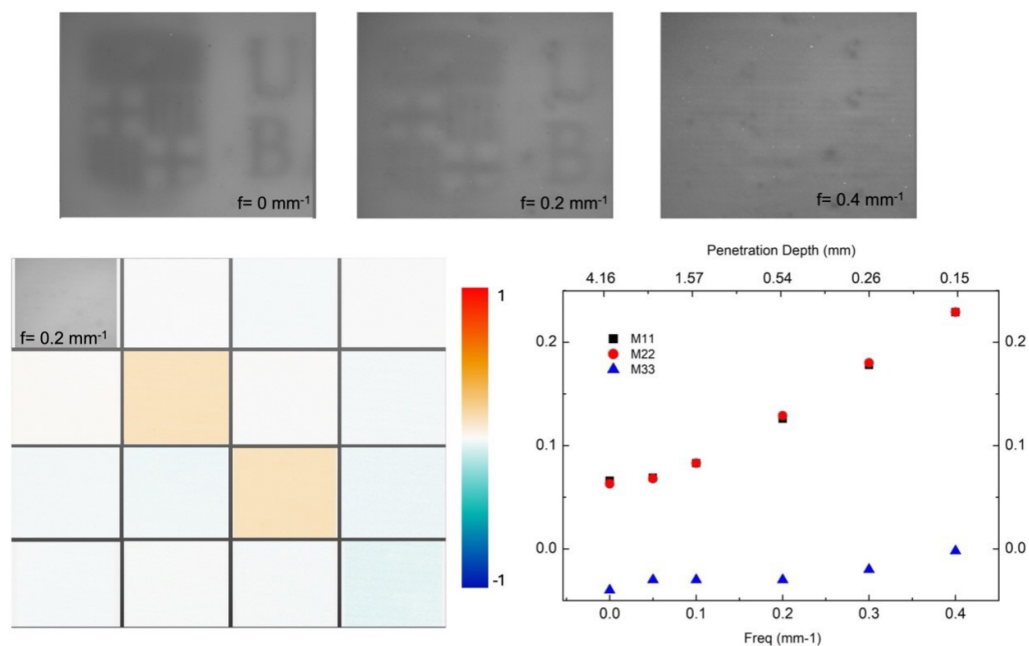 U
B
f= 0 mm-1
U
B
f= 0.2 mm-1
f= 0.4 mm-1
f= 0.2 mm-1
1
-1
Penetration Depth (mm)
4.16 1.57 0.54 0.26 0.15
M11
M22
M33
0.2 0.2
0.1 0.1
0.0 0.0
0.0 0.1 0.2 0.3 0.4
Freq (mm-1)